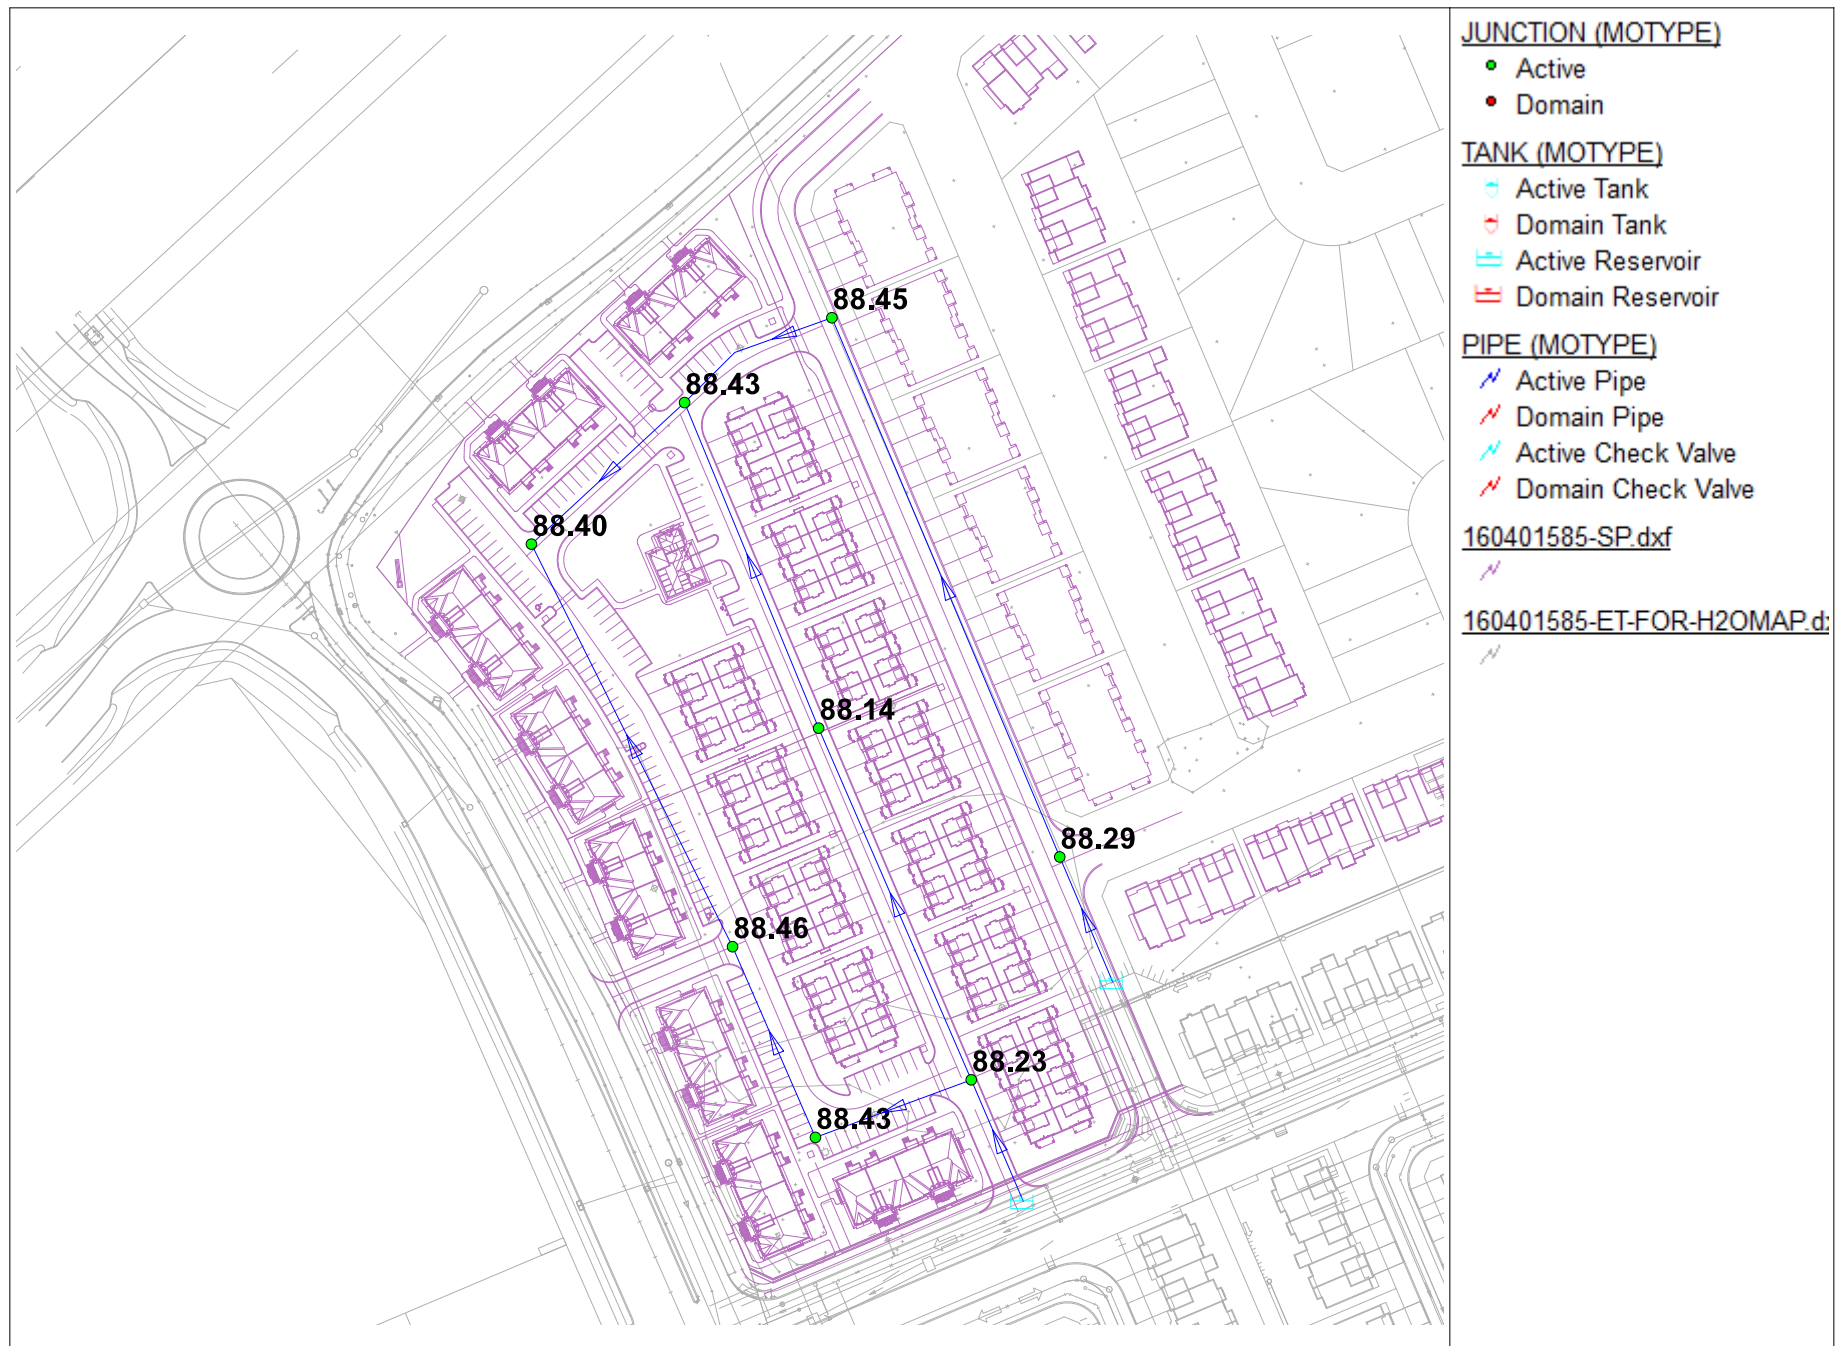 JUNCTION (MOTYPE)
Active
Domain
TANK (MOTYPE)
Active Tank
Domain Tank
Active Reservoir
Domain Reservoir
PIPE (MOTYPE)
Active Pipe
Domain Pipe
Active Check Valve
Domain Check Valve
160401585-SP.dxf
160401585-ET-FOR-H2OMAP.d
88.45
88.43
88.40
88.14
88.29
88.46
88.23
88.43